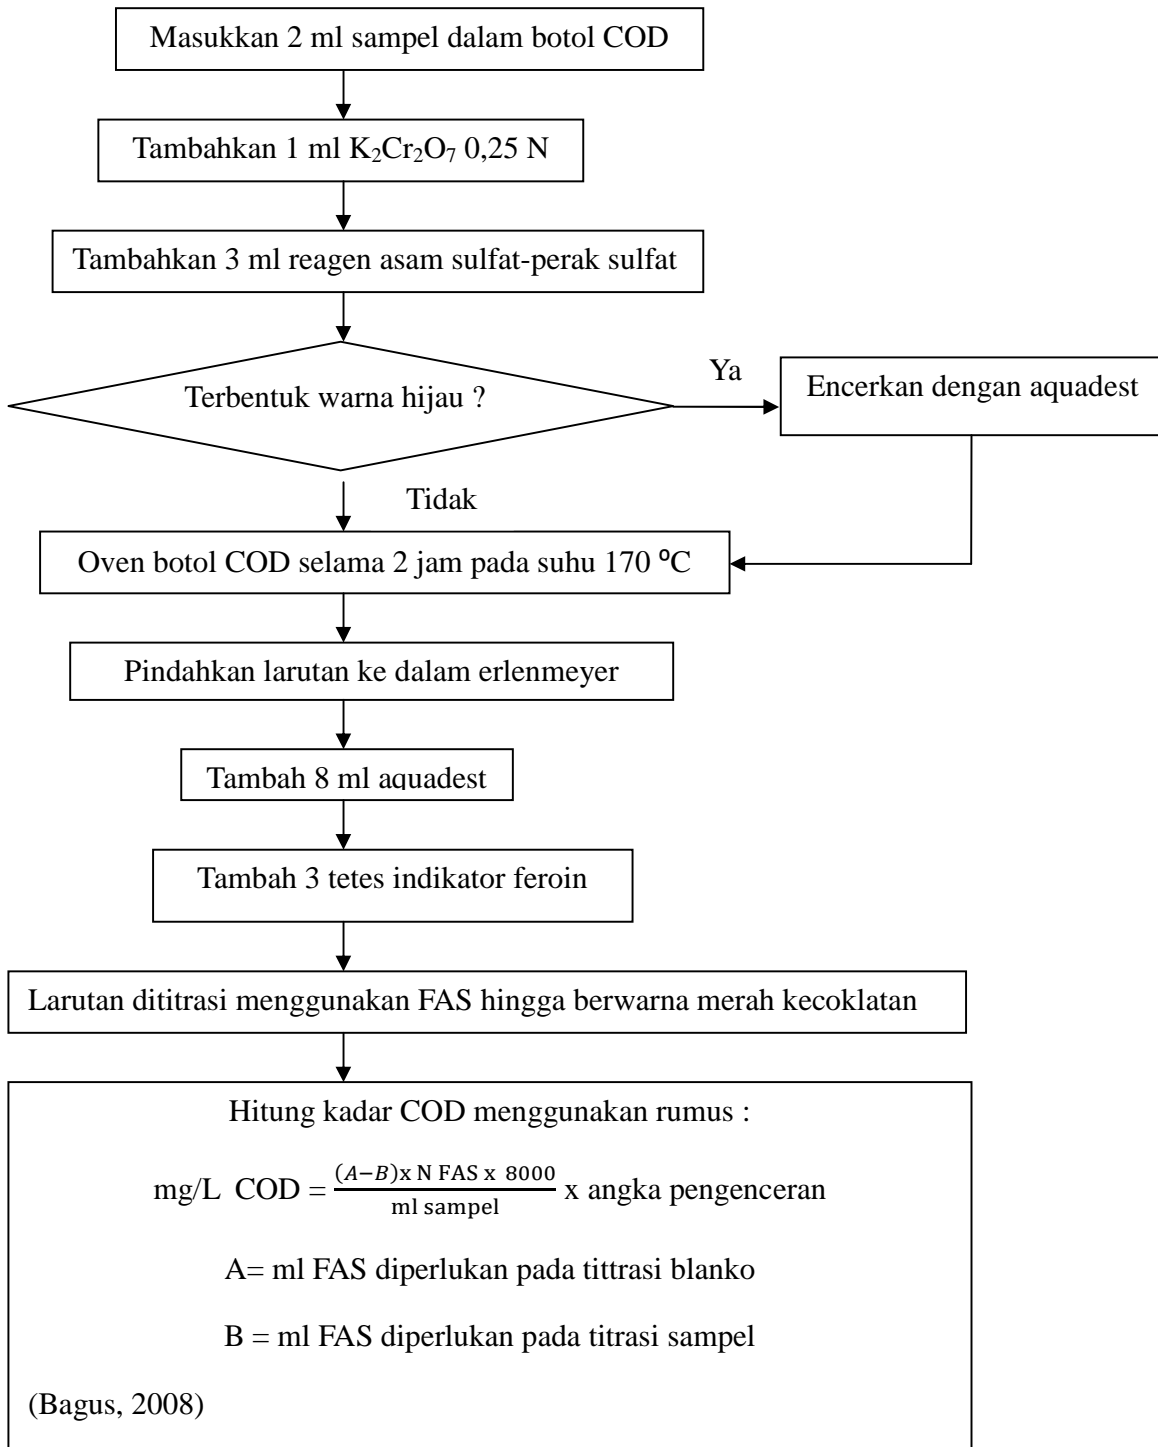 Masukkan 2 ml sampel dalam botol COD
Tambahkan 1 ml K₂Cr₂O₇ 0,25 N
Tambahkan 3 ml reagen asam sulfat-perak sulfat
Terbentuk warna hijau ?
Ya
Encerkan dengan aquadest
Tidak
Oven botol COD selama 2 jam pada suhu 170 ⁰C
Pindahkan larutan ke dalam erlenmeyer
Tambah 8 ml aquadest
Tambah 3 tetes indikator feroin
Larutan dititrasi menggunakan FAS hingga berwarna merah kecoklatan
Hitung kadar COD menggunakan rumus :
mg/L COD = (A−B)x N FAS x 8000 / ml sampel x angka pengenceran
A= ml FAS diperlukan pada tittrasi blanko
B = ml FAS diperlukan pada titrasi sampel
(Bagus, 2008)